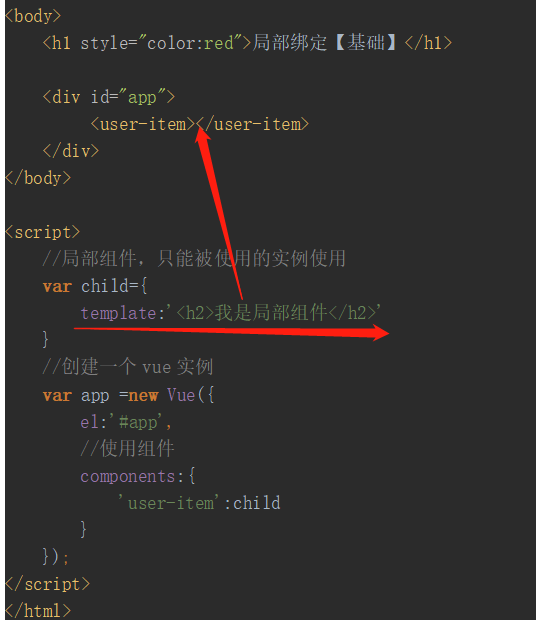 <body>
<h1 style="color:red">局部绑定【基础】</h1>
<div id="app">
<user-item></user-item>
</div>
</body>
<script>
//局部组件，只能被使用的实例使用
var child={
template:'<h2>我是局部组件</h2>'
}
//创建一个vue实例
var app =new Vue({
el:'#app',
//使用组件
components:{
'user-item':child
}
});
</script>
</html>